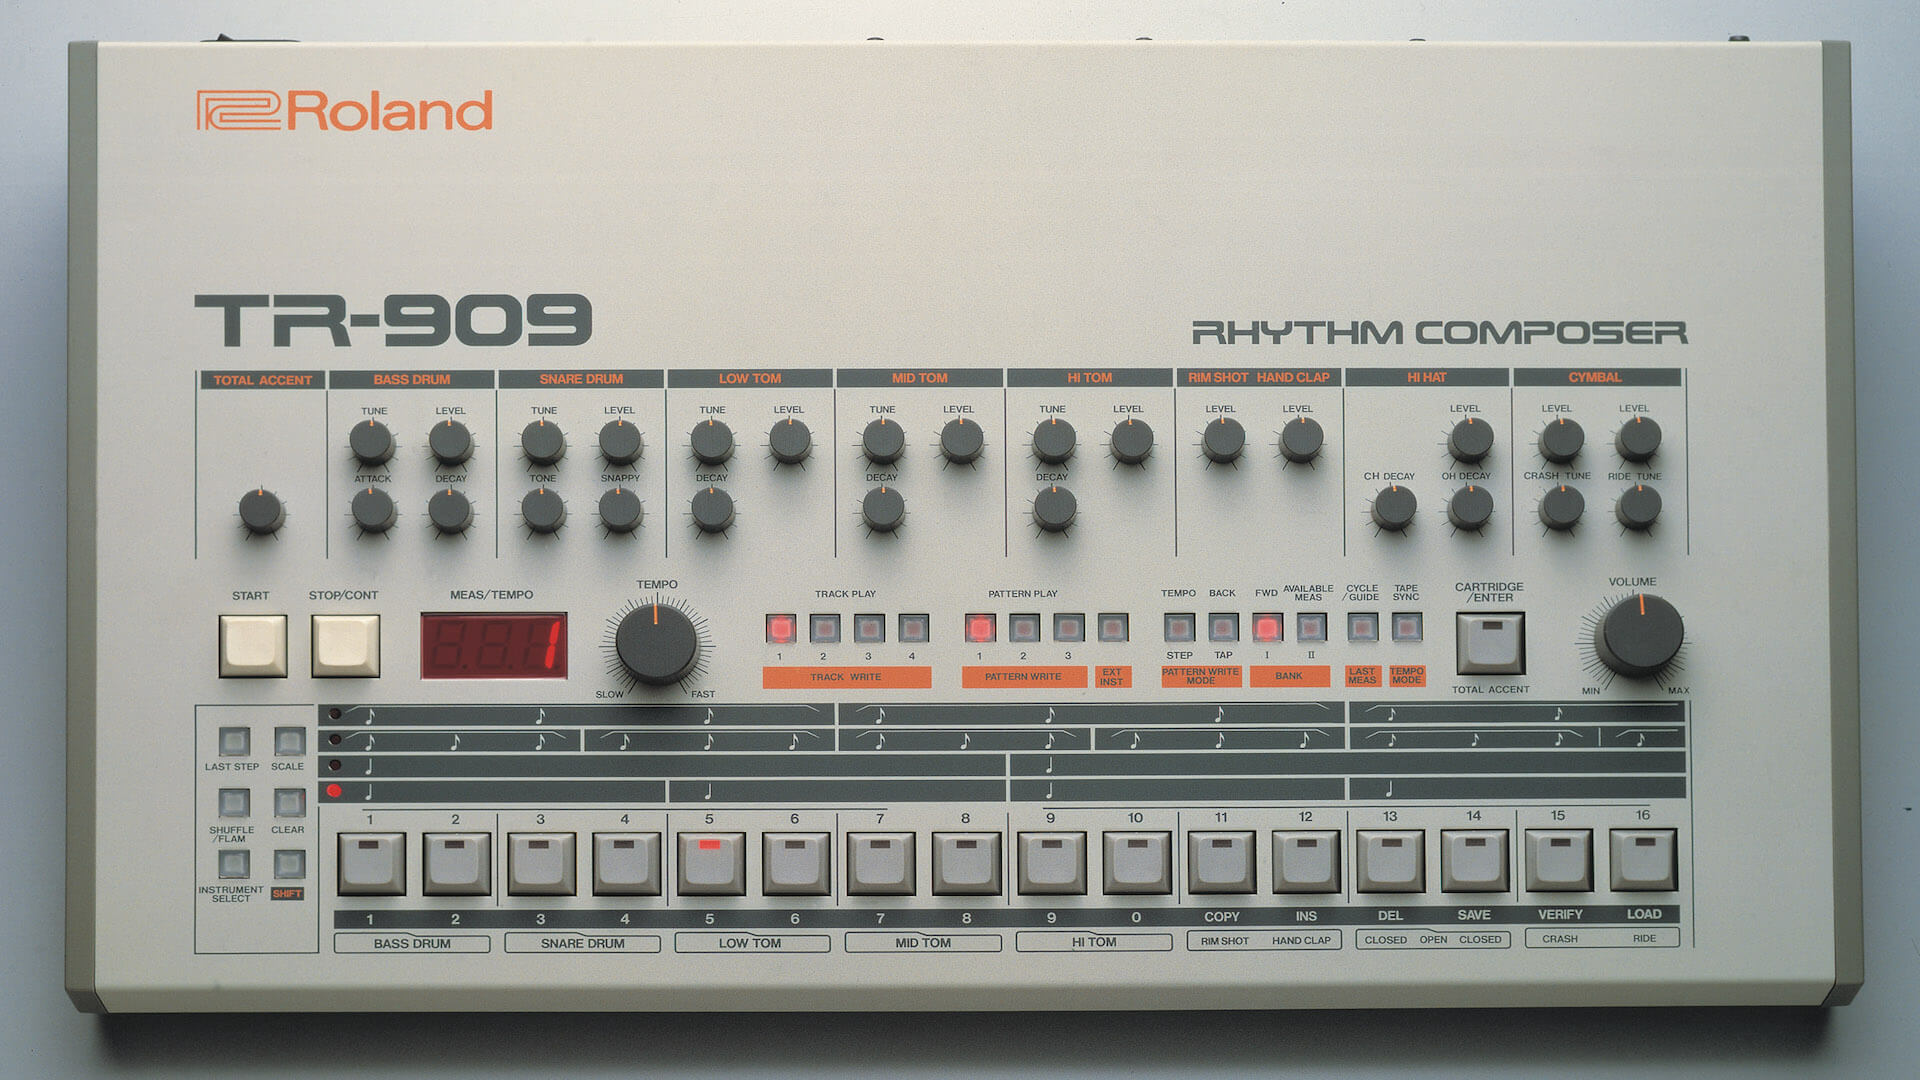 Roland
TR-909
RHYTHM COMPOSER
TOTAL ACCENT BASS DRUM SNARE DRUM LOW TOM MID TOM HI TOM RIM SHOT HAND CLAP HI HAT CYMBAL
TUNE LEVEL TUNE LEVEL TUNE LEVEL TUNE LEVEL TUNE LEVEL LEVEL LEVEL LEVEL LEVEL LEVEL
ATTACK DECAY TONE SNAPPY DECAY DECAY DECAY CH DECAY OH DECAY CRASH TUNE RIDE TUNE
START STOP/CONT MEAS/TEMPO TEMPO TRACK PLAY PATTERN PLAY TEMPO BACK FWD AVAILABLE MEAS CYCLE /GUIDE TAPE SYNC CARTRIDGE /ENTER VOLUME
1
1 2 3 4 1 2 3 STEP TAP I II
SLOW FAST TRACK WRITE PATTERN WRITE EXT INST PATTERN WRITE MODE BANK LAST MEAS TEMPO MODE TOTAL ACCENT MIN MAX
LAST STEP SCALE
SHUFFLE /FLAM CLEAR
INSTRUMENT SELECT SHIFT
1 2 3 4 5 6 7 8 9 10 11 12 13 14 15 16
1 2 3 4 5 6 7 8 9 0 COPY INS DEL SAVE VERIFY LOAD
BASS DRUM SNARE DRUM LOW TOM MID TOM HI TOM RIM SHOT HAND CLAP CLOSED OPEN CLOSED CRASH RIDE